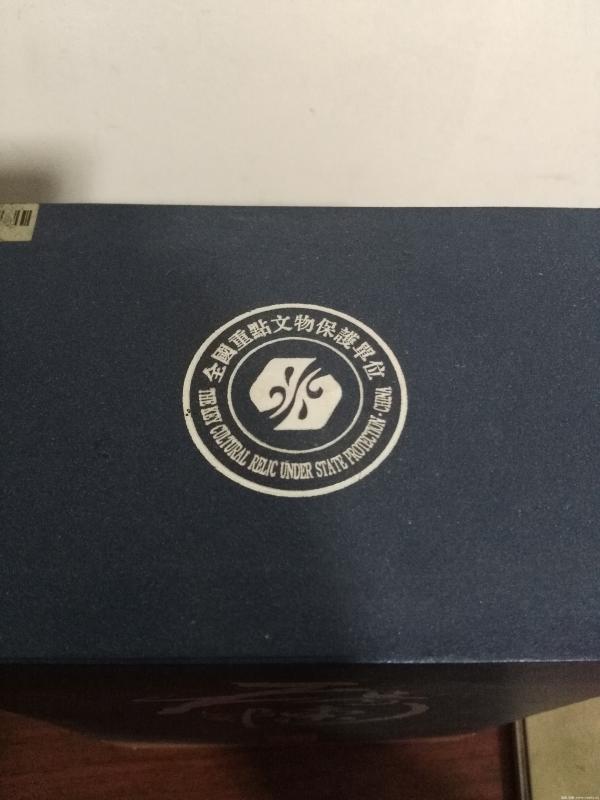 全國重點文物保護單位
THE KEY CULTURAL RELIC UNDER STATE PROTECTION · CHINA